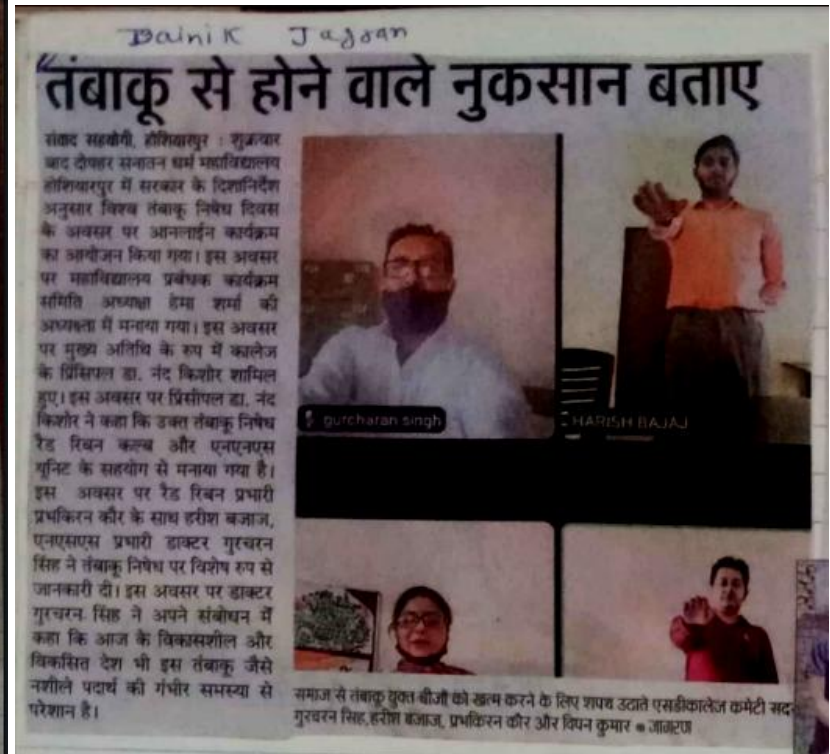 Dainik Jagran
"तंबाकू से होने वाले नुकसान बताए
संवाद सहयोगी, होशियारपुर : शुक्रवार
बाद दोपहर सनातन धर्म महाविद्यालय
होशियारपुर में सरकार के दिशानिर्देश
अनुसार विश्व तंबाकू निषेध दिवस
के अवसर पर आनलाईन कार्यक्रम
का आयोजन किया गया। इस अवसर
पर महाविद्यालय प्रबंधक कार्यक्रम
समिति अध्यक्षा हेमा शर्मा की
अध्यक्षता में मनाया गया। इस अवसर
पर मुख्य अतिथि के रुप में कालेज
के प्रिंसिपल डा. नंद किशोर शामिल
हुए। इस अवसर पर प्रिंसीपल डा. नंद
किशोर ने कहा कि उक्त तंबाकू निषेध
रैड रिबन कल्ब और एनएनएस
यूनिट के सहयोग से मनाया गया है।
इस अवसर पर रैड रिबन प्रभारी
प्रभकिरन कौर के साथ हरीश बजाज,
एनएसएस प्रभारी डाक्टर गुरचरन
सिंह ने तंबाकू निषेध पर विशेष रुप से
जानकारी दी। इस अवसर पर डाक्टर
गुरचरन सिंह ने अपने संबोधन में
कहा कि आज के विकासशील और
विकसित देश भी इस तंबाकू जैसे
नशीले पदार्थ की गंभीर समस्या से
परेशान है।
gurcharan singh
HARISH BAJAJ
समाज से तंबाकू युक्त बीजों को खत्म करने के लिए शपथ उठाते एसडीकालेज कमेटी सद
गुरचरन सिंह, हरीश बजाज, प्रभकिरन कौर और विपन कुमार ● जागरण